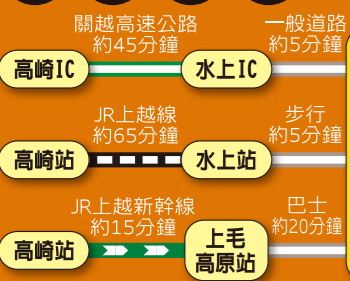 關越高速公路
約45分鐘
一般道路
約5分鐘
高崎IC
水上IC
JR上越線
約65分鐘
步行
約5分鐘
高崎站
水上站
JR上越新幹線
約15分鐘
巴士
約20分鐘
高崎站
上毛
高原站